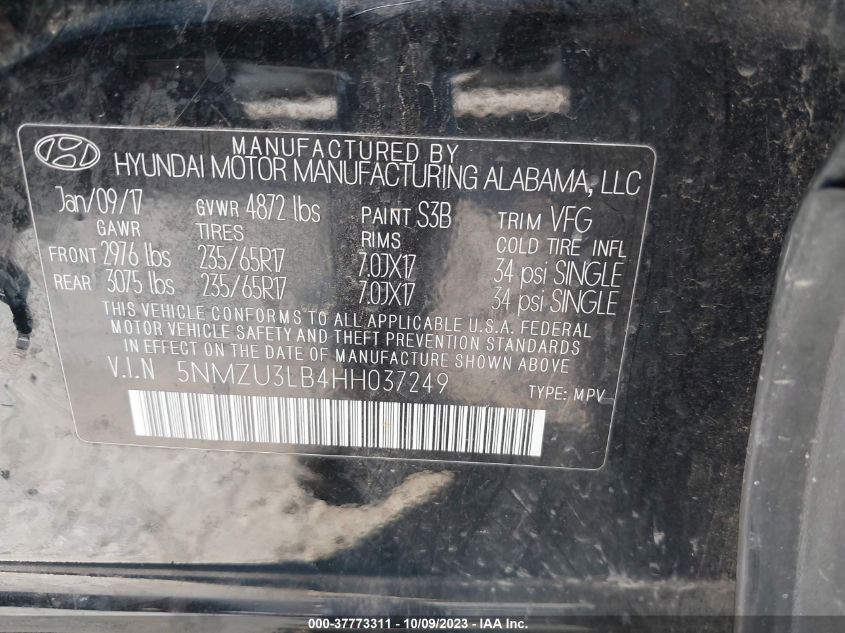 MANUFACTURED BY
HYUNDAI MOTOR MANUFACTURING ALABAMA, LLC
Jan/09/17 GVWR 4872 lbs PAINT S3B TRIM VFG
GAWR TIRES RIMS COLD TIRE INFL
FRONT 2976 lbs 235/65R17 7.0JX17 34 psi SINGLE
REAR 3075 lbs 235/65R17 7.0JX17 34 psi SINGLE
THIS VEHICLE CONFORMS TO ALL APPLICABLE U.S.A. FEDERAL
MOTOR VEHICLE SAFETY AND THEFT PREVENTION STANDARDS
IN EFFECT ON THE DATE OF MANUFACTURE SHOWN ABOVE
V.I.N 5NMZU3LB4HH037249 TYPE: MPV
000-37773311 - 10/09/2023 - IAA Inc.